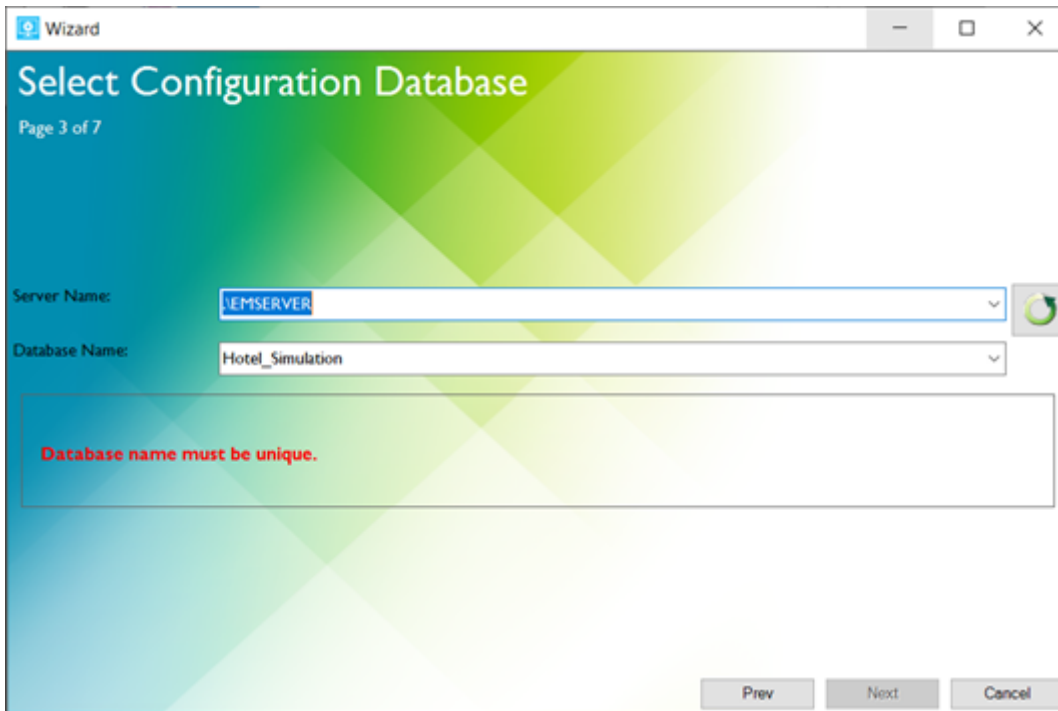 Wizard
Select Configuration Database
Page 3 of 7
Server Name:
.\EMSERVER
Database Name:
Hotel_Simulation
Database name must be unique.
Prev Next Cancel